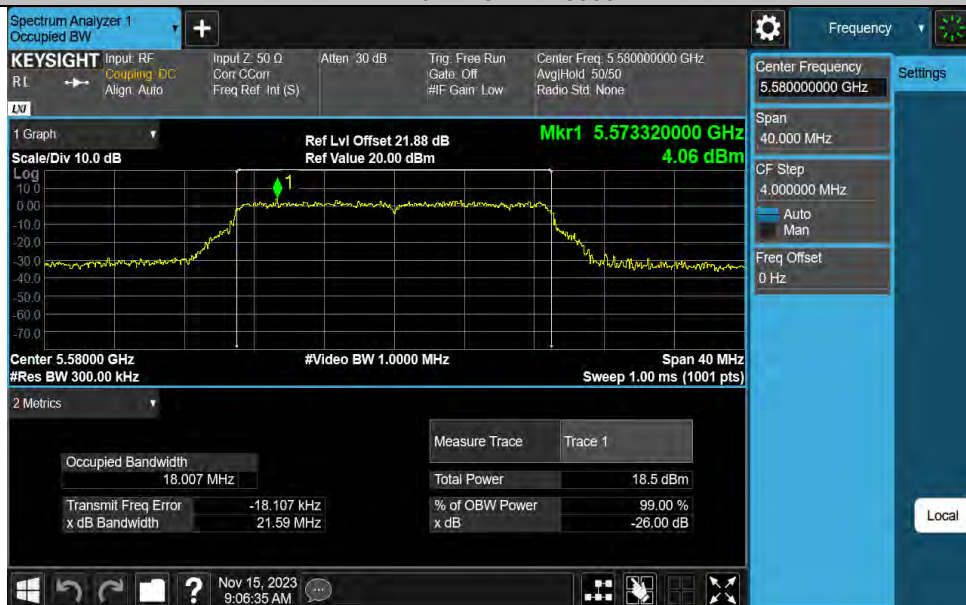 Spectrum Analyzer 1
Occupied BW
+
Frequency
KEYSIGHT Input: RF Input Z: 50 Ω Atten: 30 dB Trig: Free Run Center Freq: 5.580000000 GHz
RL Coupling: DC Corr CCorr Gate: Off Avg|Hold: 50/50
Align: Auto Freq Ref: Int (S) #IF Gain: Low Radio Std: None
LXI
Center Frequency
5.580000000 GHz
Settings
Span
40.000 MHz
CF Step
4.000000 MHz
Auto
Man
Freq Offset
0 Hz
Local
1 Graph
Ref Lvl Offset 21.88 dB
Mkr1 5.573320000 GHz
Scale/Div 10.0 dB
Ref Value 20.00 dBm
4.06 dBm
Log
1
10.0
0.00
-10.0
-20.0
-30.0
-40.0
-50.0
-60.0
-70.0
Center 5.58000 GHz #Video BW 1.0000 MHz Span 40 MHz
#Res BW 300.00 kHz Sweep 1.00 ms (1001 pts)
2 Metrics
Measure Trace Trace 1
Occupied Bandwidth
18.007 MHz
Total Power 18.5 dBm
Transmit Freq Error -18.107 kHz
% of OBW Power 99.00 %
x dB Bandwidth 21.59 MHz
x dB -26.00 dB
? Nov 15, 2023
9:06:35 AM